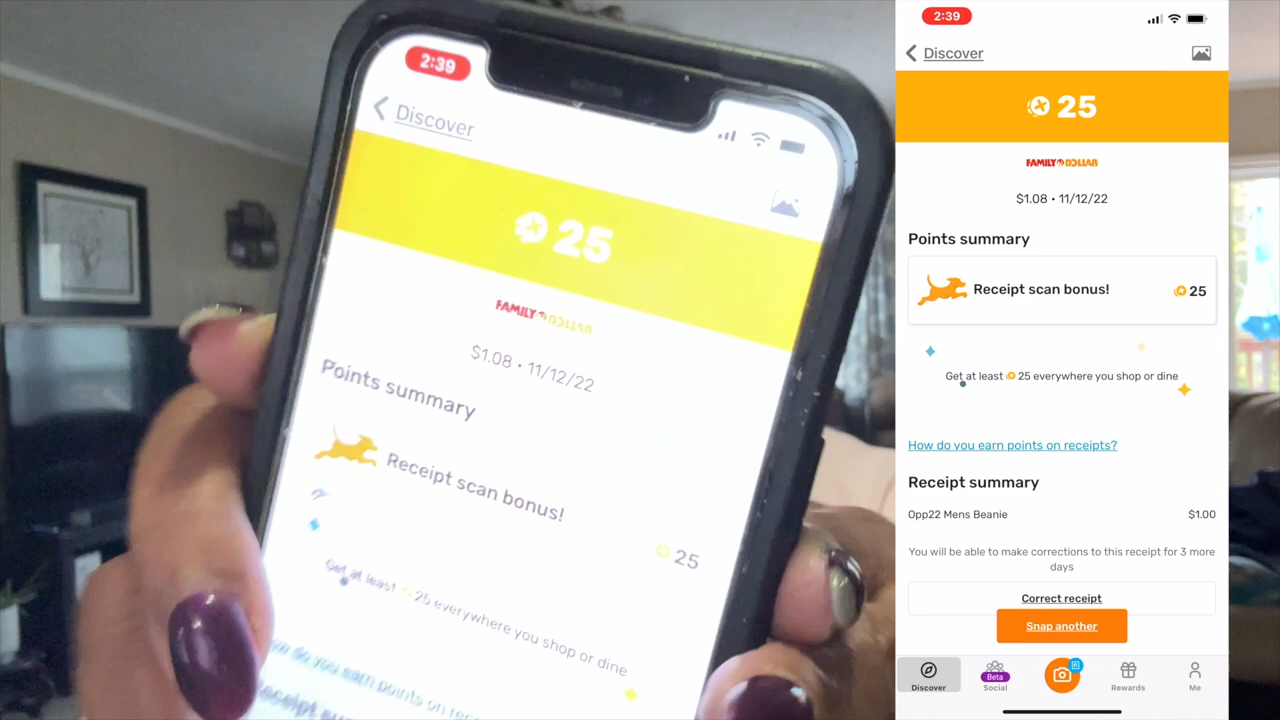 2:39
Discover
25
FAMILY DOLLAR
$1.08 • 11/12/22
Points summary
Receipt scan bonus!
25
Get at least 25 everywhere you shop or dine
2:39
Discover
25
FAMILY DOLLAR
$1.08 • 11/12/22
Points summary
Receipt scan bonus!
25
Get at least 25 everywhere you shop or dine
How do you earn points on receipts?
Receipt summary
Opp22 Mens Beanie $1.00
You will be able to make corrections to this receipt for 3 more
days
Correct receipt
Snap another
Beta
Discover Social Rewards Me